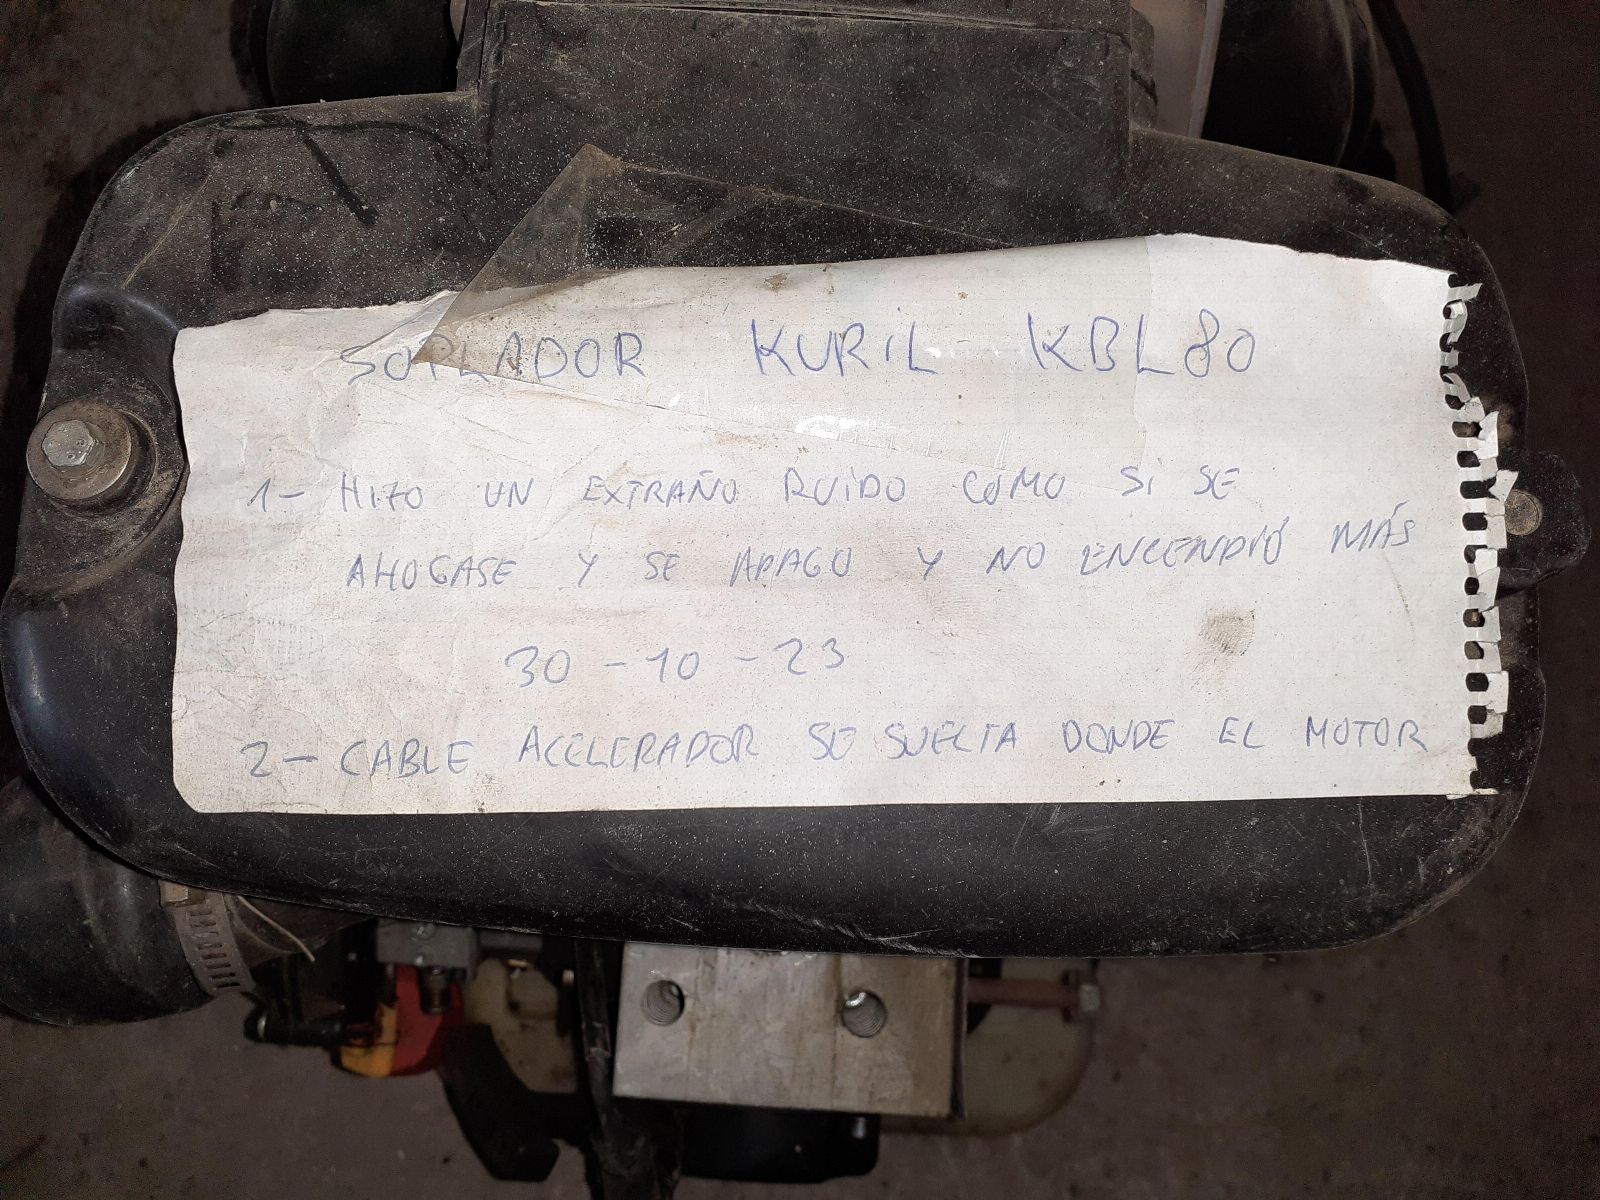 SOPLADOR KURIL KBL80
1- HIZO UN EXTRAÑO RUIDO COMO SI SE
AHOGASE Y SE APAGO Y NO ENCENDIÓ MÁS
30-10-23
2- CABLE ACELERADOR SE SUELTA DONDE EL MOTOR